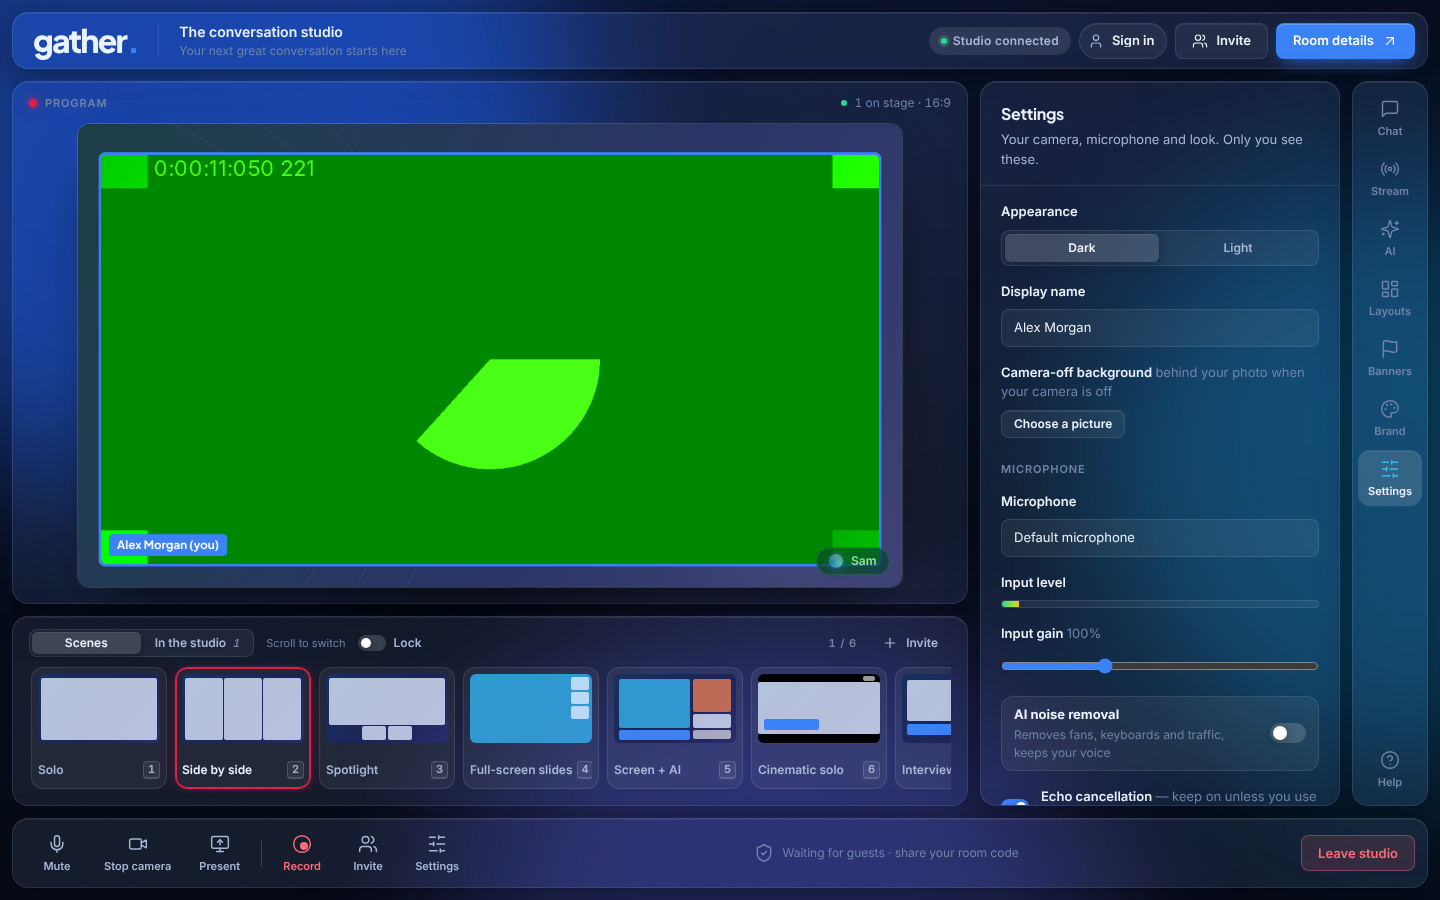 gather.
The conversation studio
Your next great conversation starts here
Studio connected
Sign in
Invite
Room details
PROGRAM
1 on stage · 16:9
0:00:11:050 221
Alex Morgan (you)
Sam
Scenes
In the studio 1
Scroll to switch
Lock
1 / 6
Invite
Solo 1
Side by side 2
Spotlight 3
Full-screen slides 4
Screen + AI 5
Cinematic solo 6
Interview
Settings
Your camera, microphone and look. Only you see
these.
Appearance
Dark
Light
Display name
Alex Morgan
Camera-off background behind your photo when
your camera is off
Choose a picture
MICROPHONE
Microphone
Default microphone
Input level
Input gain 100%
AI noise removal
Removes fans, keyboards and traffic,
keeps your voice
Echo cancellation — keep on unless you use
Chat
Stream
AI
Layouts
Banners
Brand
Settings
Help
Mute
Stop camera
Present
Record
Invite
Settings
Waiting for guests · share your room code
Leave studio